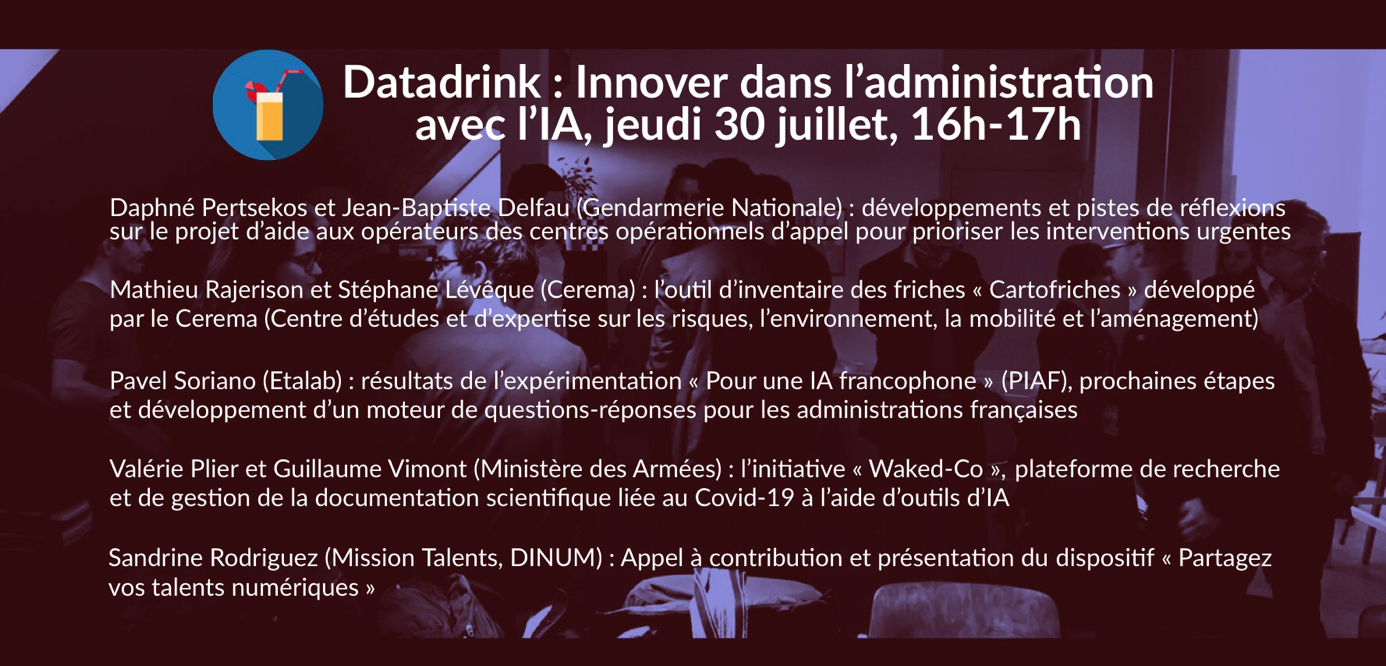 Datadrink : Innover dans l’administration
avec l’IA, jeudi 30 juillet, 16h-17h
Daphné Pertsekos et Jean-Baptiste Delfau (Gendarmerie Nationale) : développements et pistes de réflexions
sur le projet d’aide aux opérateurs des centres opérationnels d’appel pour prioriser les interventions urgentes
Mathieu Rajerison et Stéphane Lévêque (Cerema) : l’outil d’inventaire des friches « Cartofriches » développé
par le Cerema (Centre d’études et d’expertise sur les risques, l’environnement, la mobilité et l’aménagement)
Pavel Soriano (Etalab) : résultats de l’expérimentation « Pour une IA francophone » (PIAF), prochaines étapes
et développement d’un moteur de questions-réponses pour les administrations françaises
Valérie Plier et Guillaume Vimont (Ministère des Armées) : l’initiative « Waked-Co », plateforme de recherche
et de gestion de la documentation scientifique liée au Covid-19 à l’aide d’outils d’IA
Sandrine Rodriguez (Mission Talents, DINUM) : Appel à contribution et présentation du dispositif « Partagez
vos talents numériques »